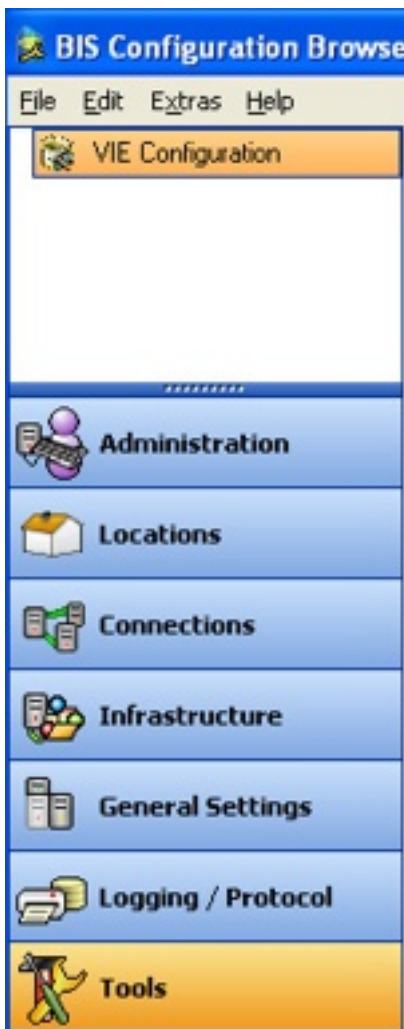 BIS Configuration Browse
File Edit Extras Help
VIE Configuration
Administration
Locations
Connections
Infrastructure
General Settings
Logging / Protocol
Tools